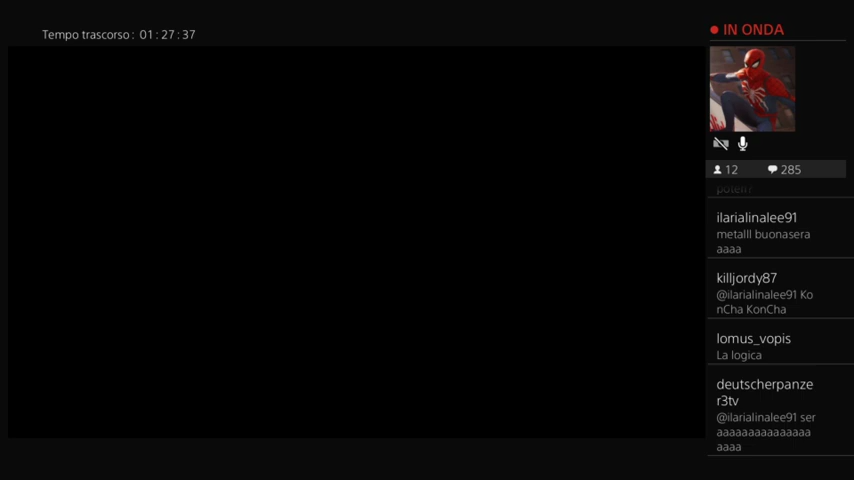 Tempo trascorso: 01:27:37
IN ONDA
12 285
ilarialinalee91
metalll buonasera
aaaa
killjordy87
@ilarialinalee91 Ko
nCha KonCha
lomus_vopis
La logica
deutscherpanze
r3tv
@ilarialinalee91 ser
aaaaaaaaaaaaaaaa
aaaa